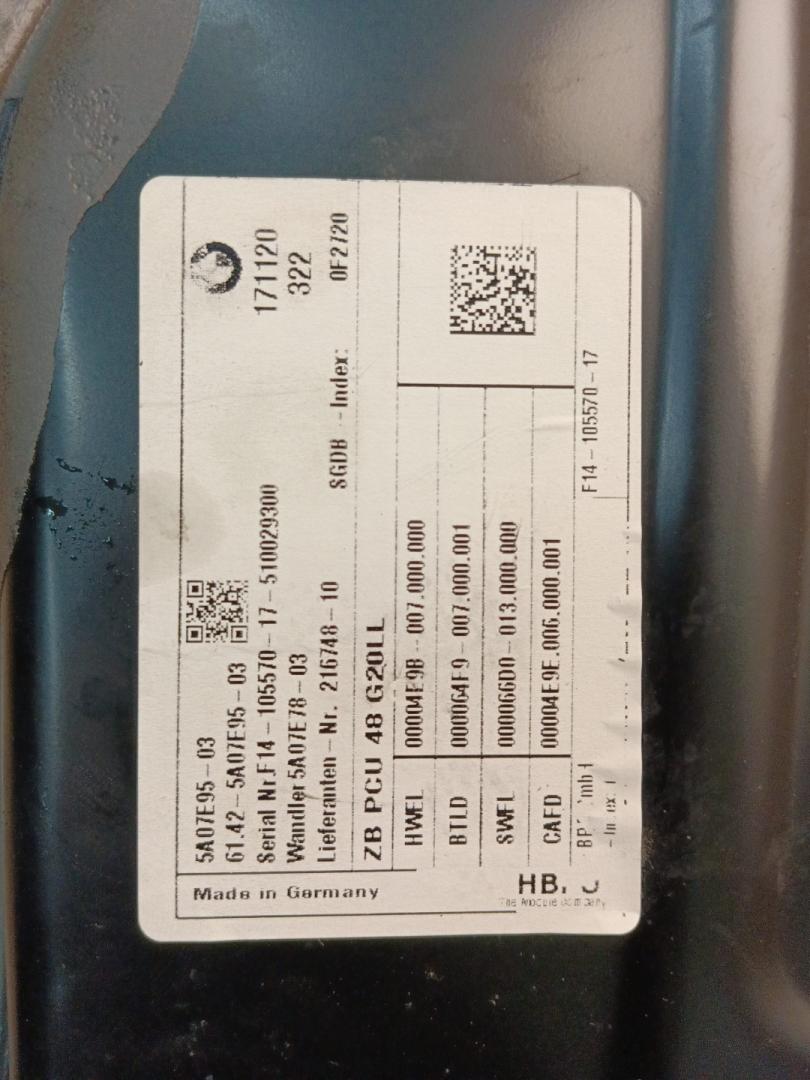 5A07E95-03
61.42-5A07E95-03
171120
Serial Nr.F14-105570-17-510029300
322
Wandler 5A07E78-03
Lieferanten-Nr. 216748-10
SGDB--Index: 0F2720
ZB PCU 48 G20LL
HWEL 00004E9B--007.000.000
BTLD 000064F9-007.000.001
SWFL 000066D0-013.000.000
CAFD 00004E9E.006.000.001
F14-105570-17
Made in Germany